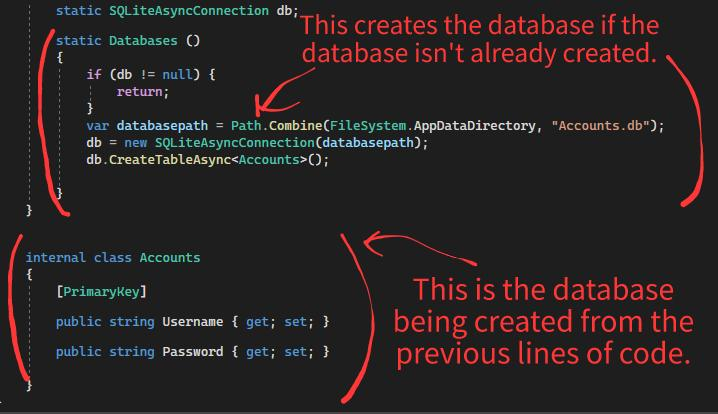 static SQLiteAsyncConnection db;
This creates the database if the
database isn't already created.
static Databases ()
{
if (db != null) {
return;
}
var databasepath = Path.Combine(FileSystem.AppDataDirectory, "Accounts.db");
db = new SQLiteAsyncConnection(databasepath);
db.CreateTableAsync<Accounts>();
}
}
internal class Accounts
{
[PrimaryKey]
public string Username { get; set; }
public string Password { get; set; }
}
This is the database
being created from the
previous lines of code.